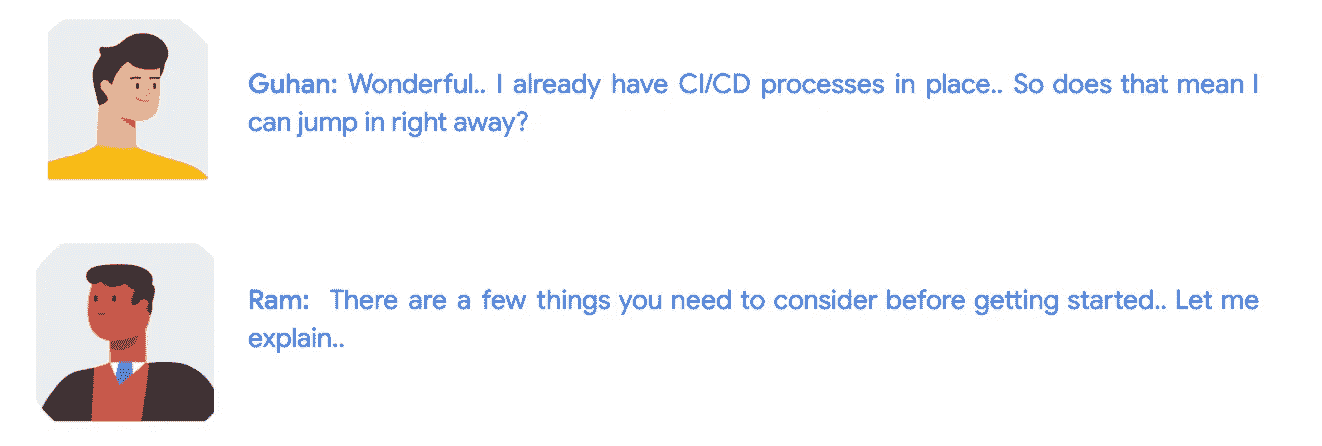 Guhan: Wonderful.. I already have CI/CD processes in place.. So does that mean I
can jump in right away?
Ram: There are a few things you need to consider before getting started.. Let me
explain..